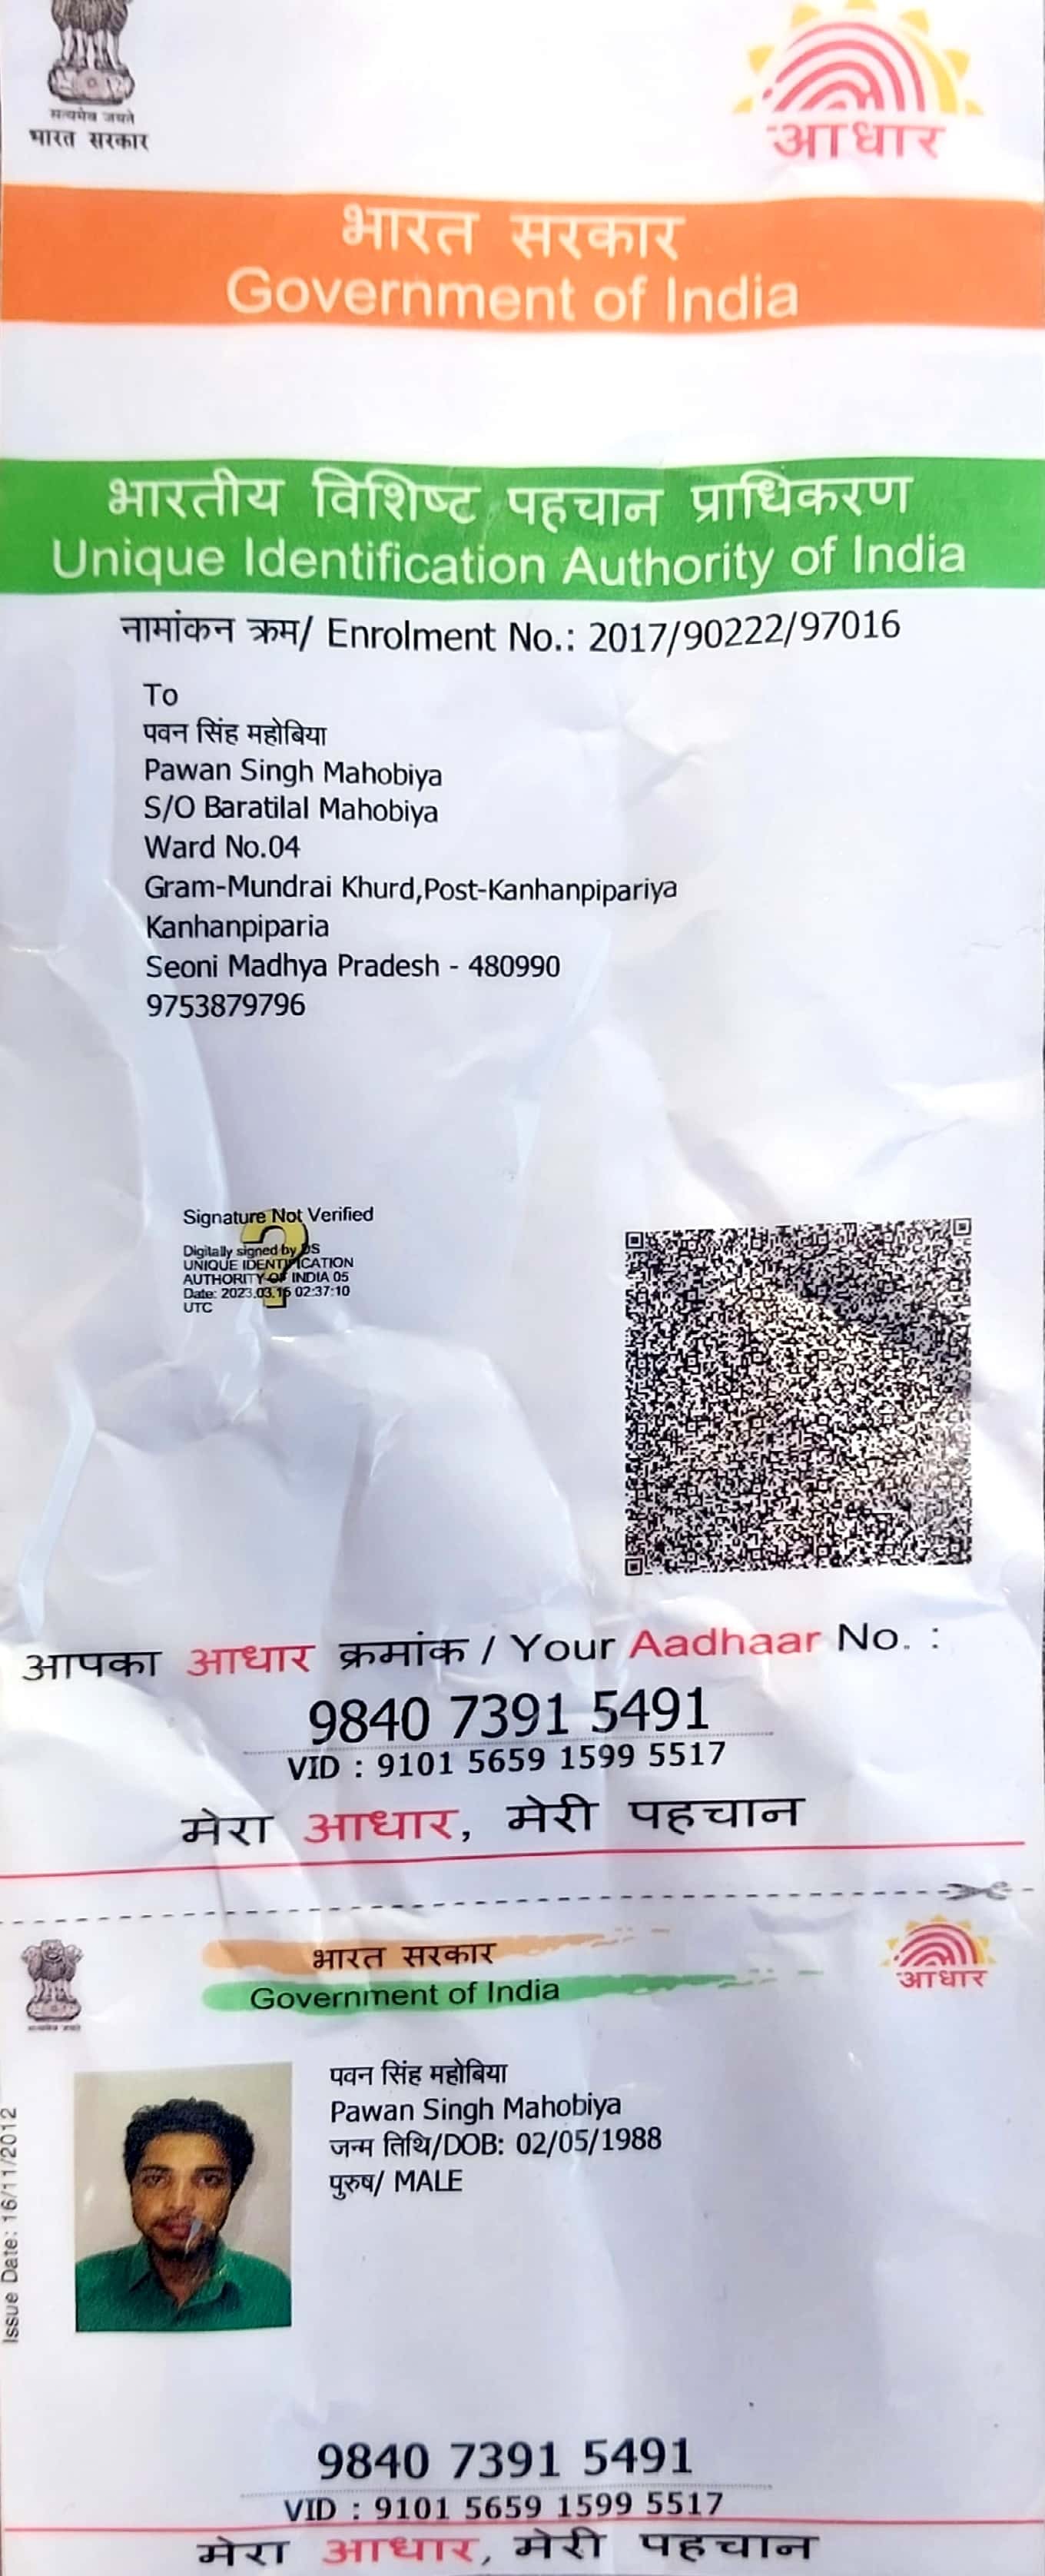 सत्यमेव जयते
भारत सरकार
आधार
भारत सरकार
Government of India
भारतीय विशिष्ट पहचान प्राधिकरण
Unique Identification Authority of India
नामांकन क्रम/ Enrolment No.: 2017/90222/97016
To
पवन सिंह महोबिया
Pawan Singh Mahobiya
S/O Baratilal Mahobiya
Ward No.04
Gram-Mundrai Khurd,Post-Kanhanpipariya
Kanhanpiparia
Seoni Madhya Pradesh - 480990
9753879796
Signature Not Verified
Digitally signed by DS
UNIQUE IDENTIFICATION
AUTHORITY OF INDIA 05
Date: 2023.03.15 02:37:10
UTC
आपका आधार क्रमांक / Your Aadhaar No. :
9840 7391 5491
VID : 9101 5659 1599 5517
मेरा आधार, मेरी पहचान
भारत सरकार
Government of India
आधार
सत्यमेव जयते
Issue Date: 16/11/2012
पवन सिंह महोबिया
Pawan Singh Mahobiya
जन्म तिथि/DOB: 02/05/1988
पुरुष/ MALE
9840 7391 5491
VID : 9101 5659 1599 5517
मेरा आधार, मेरी पहचान